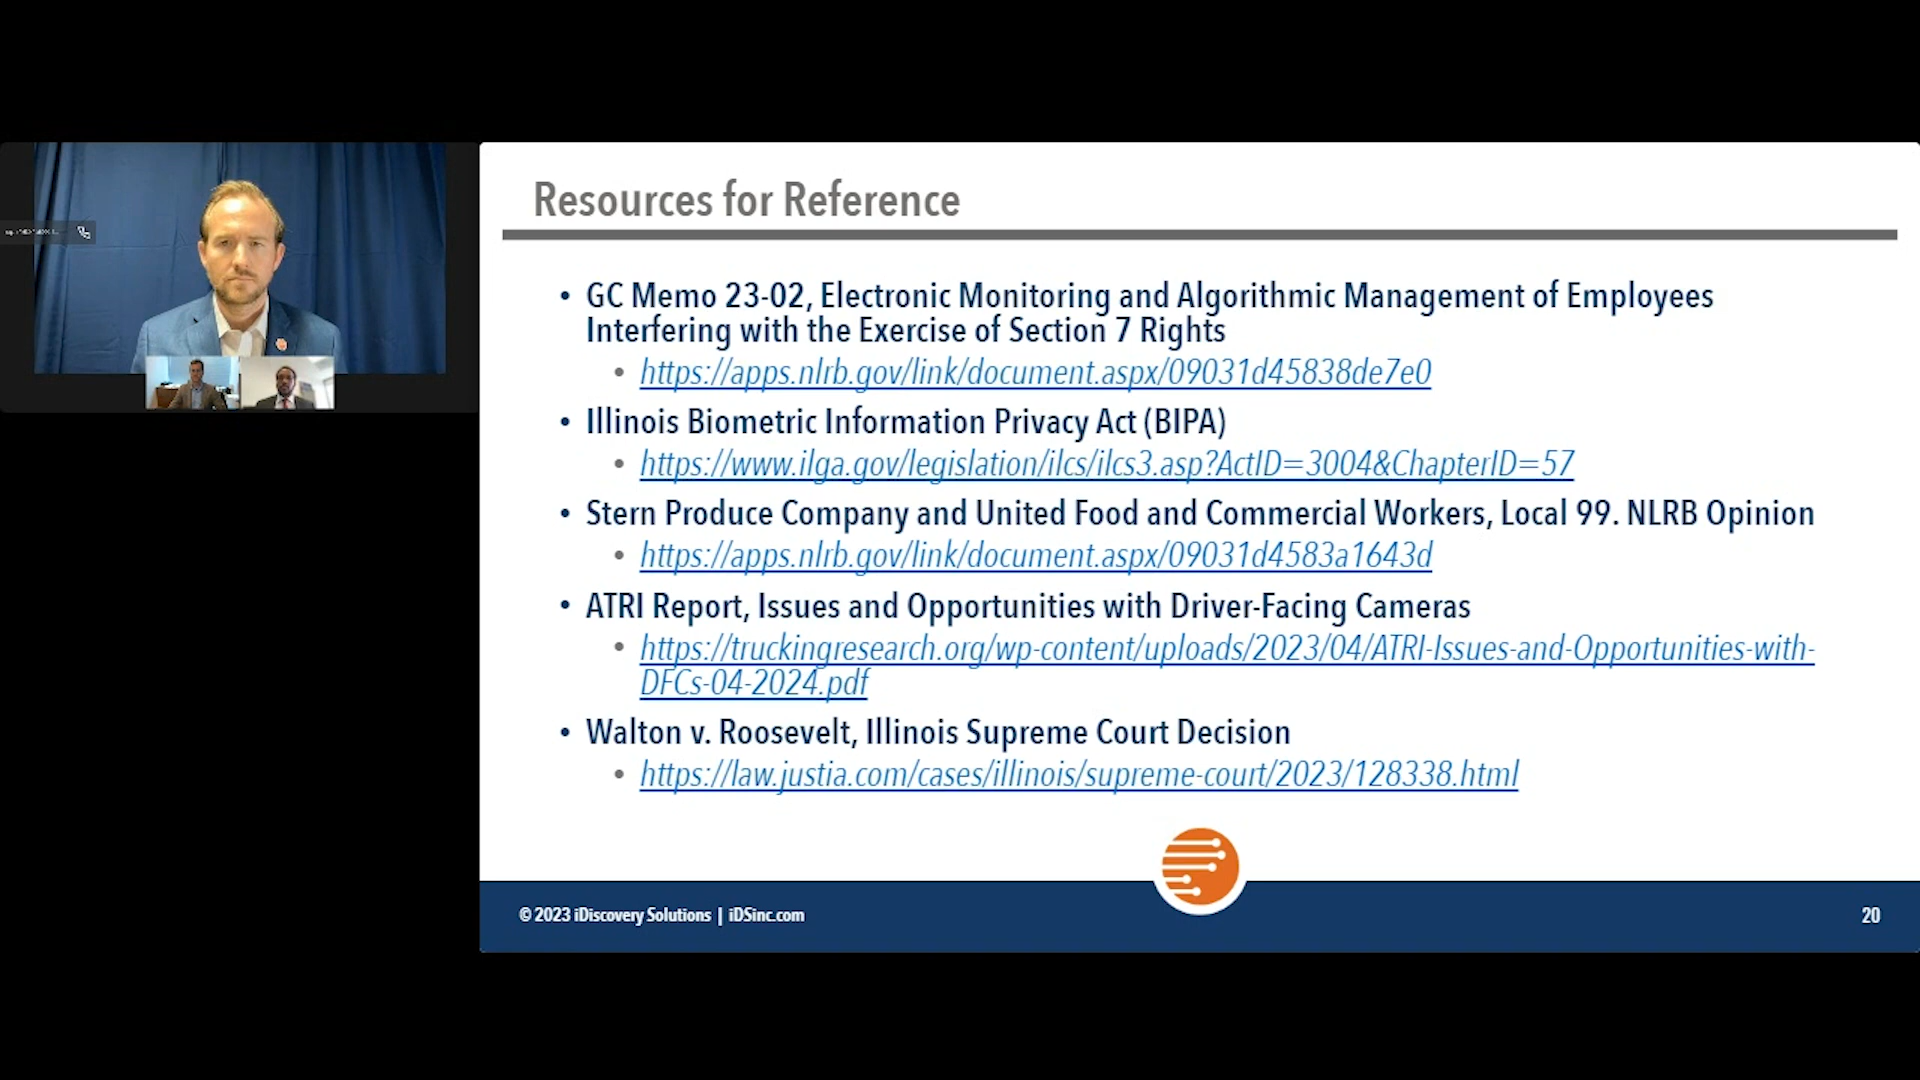 Resources for Reference
• GC Memo 23-02, Electronic Monitoring and Algorithmic Management of Employees
Interfering with the Exercise of Section 7 Rights
• https://apps.nlrb.gov/link/document.aspx/09031d45838de7e0
• Illinois Biometric Information Privacy Act (BIPA)
• https://www.ilga.gov/legislation/ilcs/ilcs3.asp?ActID=3004&ChapterID=57
• Stern Produce Company and United Food and Commercial Workers, Local 99. NLRB Opinion
• https://apps.nlrb.gov/link/document.aspx/09031d4583a1643d
• ATRI Report, Issues and Opportunities with Driver-Facing Cameras
• https://truckingresearch.org/wp-content/uploads/2023/04/ATRI-Issues-and-Opportunities-with-
DFCs-04-2024.pdf
• Walton v. Roosevelt, Illinois Supreme Court Decision
• https://law.justia.com/cases/illinois/supreme-court/2023/128338.html
© 2023 iDiscovery Solutions | iDSinc.com
20